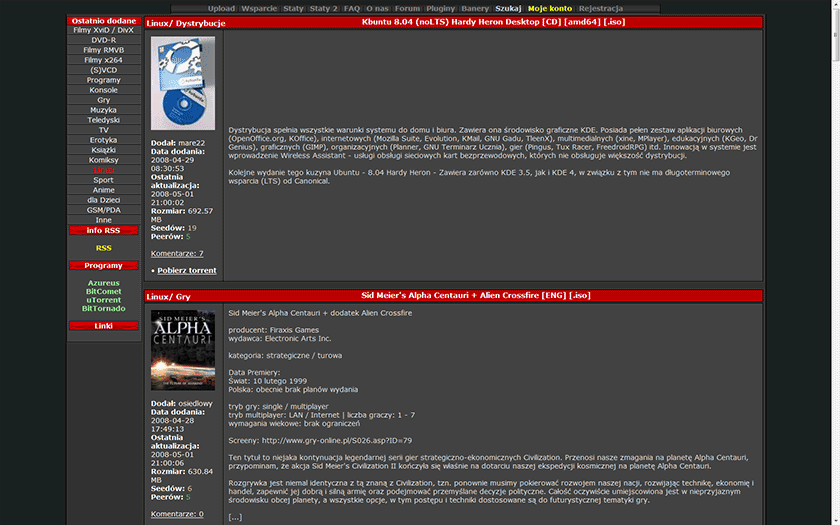 Upload Wsparcie Staty Staty 2 FAQ O nas Forum Pluginy Banery Szukaj Moje konto Rejestracja
Ostatnio dodane
Filmy XviD / DivX
DVD-R
Filmy RMVB
Filmy x264
(S)VCD
Programy
Konsole
Gry
Muzyka
Teledyski
TV
Erotyka
Książki
Komiksy
Linux
Sport
Anime
dla Dzieci
GSM/PDA
Inne
info RSS
RSS
Programy
Azureus
BitComet
uTorrent
BitTornado
Linki
Linux/ Dystrybucje
Kbuntu 8.04 (noLTS) Hardy Heron Desktop [CD] [amd64] [.iso]
Dodał: mare22
Data dodania:
2008-04-29
08:30:53
Ostatnia
aktualizacja:
2008-05-01
21:00:02
Rozmiar: 692.57
MB
Seedów: 19
Peerów: 5
Komentarze: 7
• Pobierz torrent
Dystrybucja spełnia wszystkie warunki systemu do domu i biura. Zawiera ona środowisko graficzne KDE. Posiada pełen zestaw aplikacji biurowych
(OpenOffice.org, KOffice), internetowych (Mozilla Suite, Evolution, KMail, GNU Gadu, TleenX), multimedialnych (xine, MPlayer), edukacyjnych (KGeo, Dr
Genius), graficznych (GIMP), organizacyjnych (Planner, GNU Terminarz Ucznia), gier (Pingus, Tux Racer, FreedroidRPG) itd. Innowacją w systemie jest
wprowadzenie Wireless Assistant - usługi obsługi sieciowych kart bezprzewodowych, których nie obsługuje większość dystrybucji.
Kolejne wydanie tego kuzyna Ubuntu - 8.04 Hardy Heron - Zawiera zarówno KDE 3.5, jak i KDE 4, w związku z tym nie ma długoterminowego
wsparcia (LTS) od Canonical.
Linux/ Gry
Sid Meier's Alpha Centauri + Alien Crossfire [ENG] [.iso]
SID MEIER'S
ALPHA
CENTAURI
Dodał: osiedlowy
Data dodania:
2008-04-28
17:49:13
Ostatnia
aktualizacja:
2008-05-01
21:00:06
Rozmiar: 630.84
MB
Seedów: 6
Peerów: 5
Komentarze: 0
Sid Meier's Alpha Centauri + dodatek Alien Crossfire
producent: Firaxis Games
wydawca: Electronic Arts Inc.
kategoria: strategiczne / turowa
Data Premiery:
Świat: 10 lutego 1999
Polska: obecnie brak planów wydania
tryb gry: single / multiplayer
tryb multiplayer: LAN / Internet | liczba graczy: 1 - 7
wymagania wiekowe: brak ograniczeń
Screeny: http://www.gry-online.pl/S026.asp?ID=79
Ten tytuł to niejaka kontynuacja legendarnej serii gier strategiczno-ekonomicznych Civilization. Przenosi nasze zmagania na planetę Alpha Centauri,
przypominam, że akcja Sid Meier's Civilization II kończyła się właśnie na dotarciu naszej ekspedycji kosmicznej na planetę Alpha Centauri.
Rozgrywka jest niemal identyczna z tą znaną z Civilization, tzn. ponownie musimy pokierować rozwojem naszej nacji, rozwijając technikę, ekonomię i
handel, zapewnić jej dobrą i silną armię oraz podejmować przemyślane decyzje polityczne. Całość oczywiście umiejscowiona jest w nieprzyjaznym
środowisku obcej planety, a wszystkie opcje, w tym postępu i techniki dostosowane są do futurystycznej tematyki gry.
[...]